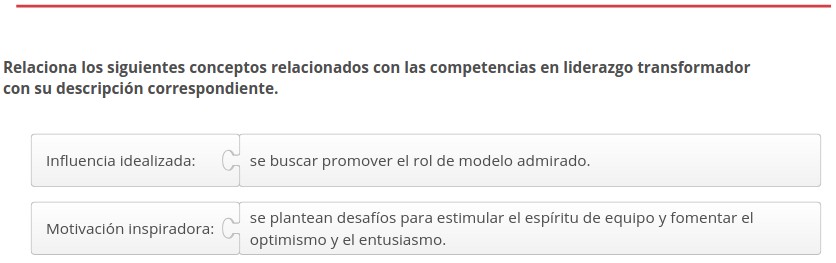 Relaciona los siguientes conceptos relacionados con las competencias en liderazgo transformador
con su descripción correspondiente.
Influencia idealizada: se buscar promover el rol de modelo admirado.
Motivación inspiradora: se plantean desafíos para estimular el espíritu de equipo y fomentar el
optimismo y el entusiasmo.